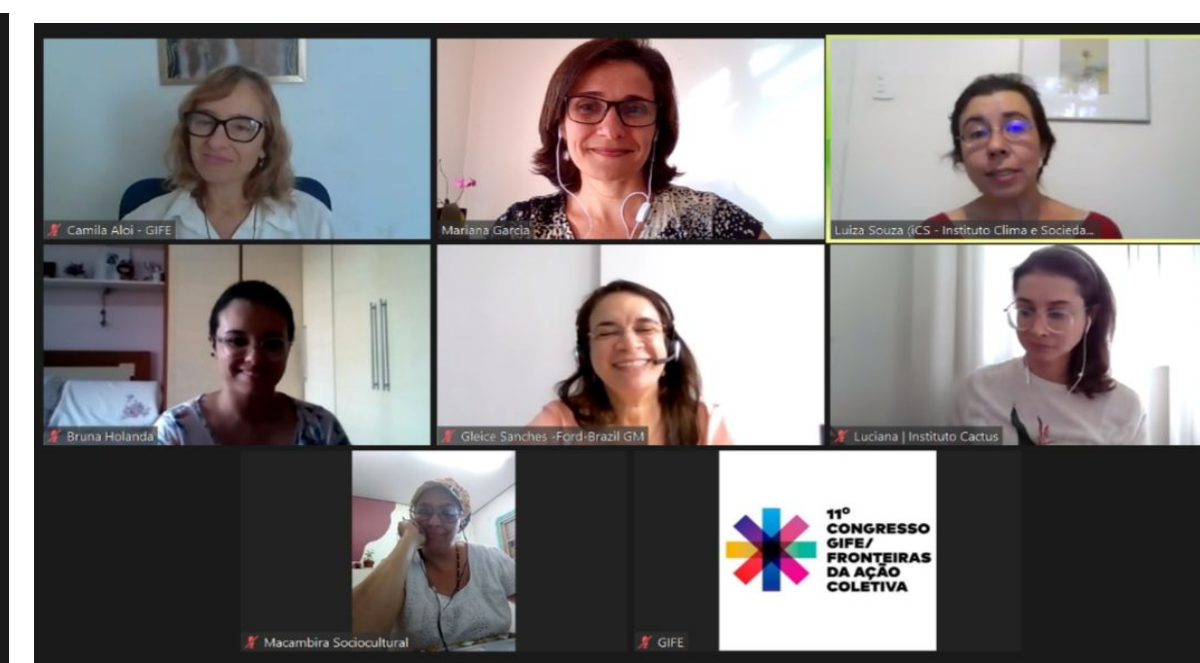 Camila Aloi - GIFE
Mariana Garcia
Luiza Souza (iCS - Instituto Clima e Socieda...
Bruna Holanda
Gleice Sanches -Ford-Brazil GM
Luciana | Instituto Cactus
11º
CONGRESSO
GIFE/
FRONTEIRAS
DA AÇÃO
COLETIVA
Macambira Sociocultural
GIFE